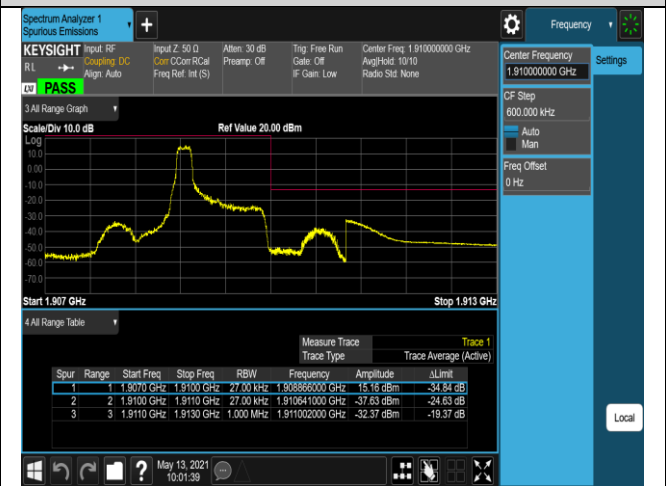 Spectrum Analyzer 1
Spurious Emissions
Frequency
KEYSIGHT
RL
LXI
PASS
Input: RF
Coupling: DC
Align: Auto
Input Z: 50 Ω
Corr CCorr RCal
Freq Ref: Int (S)
Atten: 30 dB
Preamp: Off
Trig: Free Run
Gate: Off
IF Gain: Low
Center Freq: 1.910000000 GHz
Avg|Hold: 10/10
Radio Std: None
Center Frequency
1.910000000 GHz
Settings
CF Step
600.000 kHz
Auto
Man
Freq Offset
0 Hz
3 All Range Graph
Scale/Div 10.0 dB
Ref Value 20.00 dBm
Log
10.0
0.00
-10.0
-20.0
-30.0
-40.0
-50.0
-60.0
-70.0
Start 1.907 GHz
Stop 1.913 GHz
4 All Range Table
Measure Trace Trace 1
Trace Type Trace Average (Active)
Spur Range Start Freq Stop Freq RBW Frequency Amplitude ΔLimit
1 1 1.9070 GHz 1.9100 GHz 27.00 kHz 1.908866000 GHz 15.16 dBm -34.84 dB
2 2 1.9100 GHz 1.9110 GHz 27.00 kHz 1.910641000 GHz -37.63 dBm -24.63 dB
3 3 1.9110 GHz 1.9130 GHz 1.000 MHz 1.911002000 GHz -32.37 dBm -19.37 dB
Local
?
May 13, 2021
10:01:39